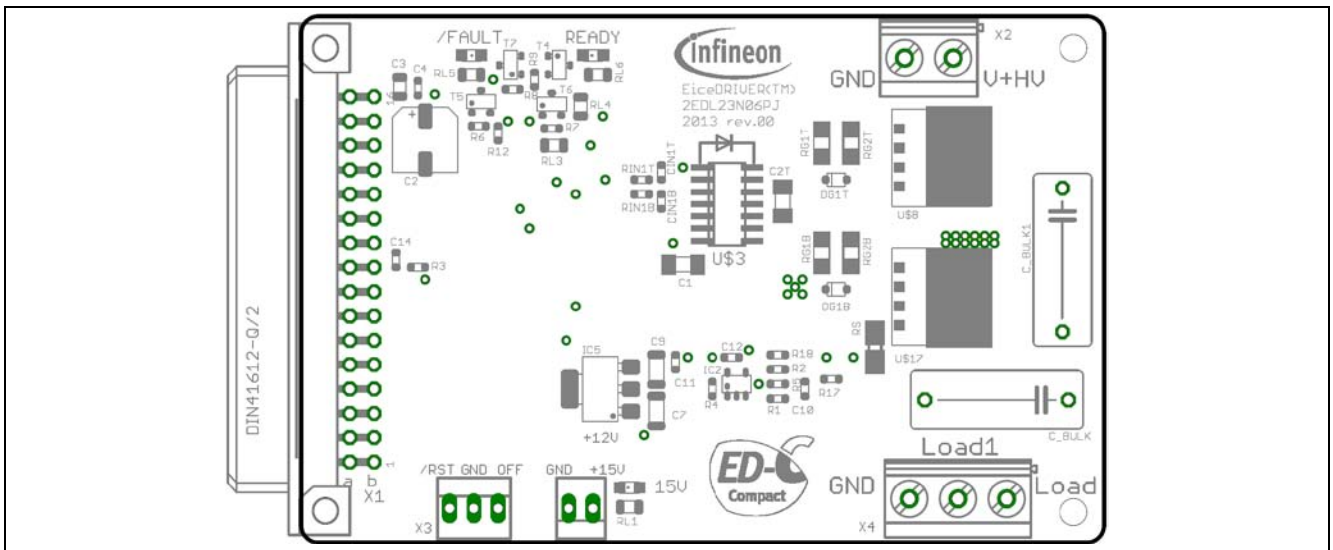 /FAULT
T7
T4
READY
RL5
R9
RL6
C3
C4
16
T5
R8
T6
RL4
R6
R12
R7
RL3
C2
+
infineon
EiceDRIVER(TM)
2EDL23N06PJ
2013 rev.00
X2
GND
V+HV
RG1T
RG2T
DG1T
U$8
RIN1T
CIN1T
RIN1B
CIN1B
C2T
U$3
C1
RG1B
RG2B
DG1B
U$17
C_BULK1
C14
R3
DIN41612-Q/2
RS
IC5
C9
C11
C7
+12V
IC2
C12
R4
R18
R2
R5
R1
C10
R17
C_BULK
ED-C
Compact
Load1
GND
Load
X4
1
a b
X1
/RST GND OFF
X3
GND +15V
15V
RL1